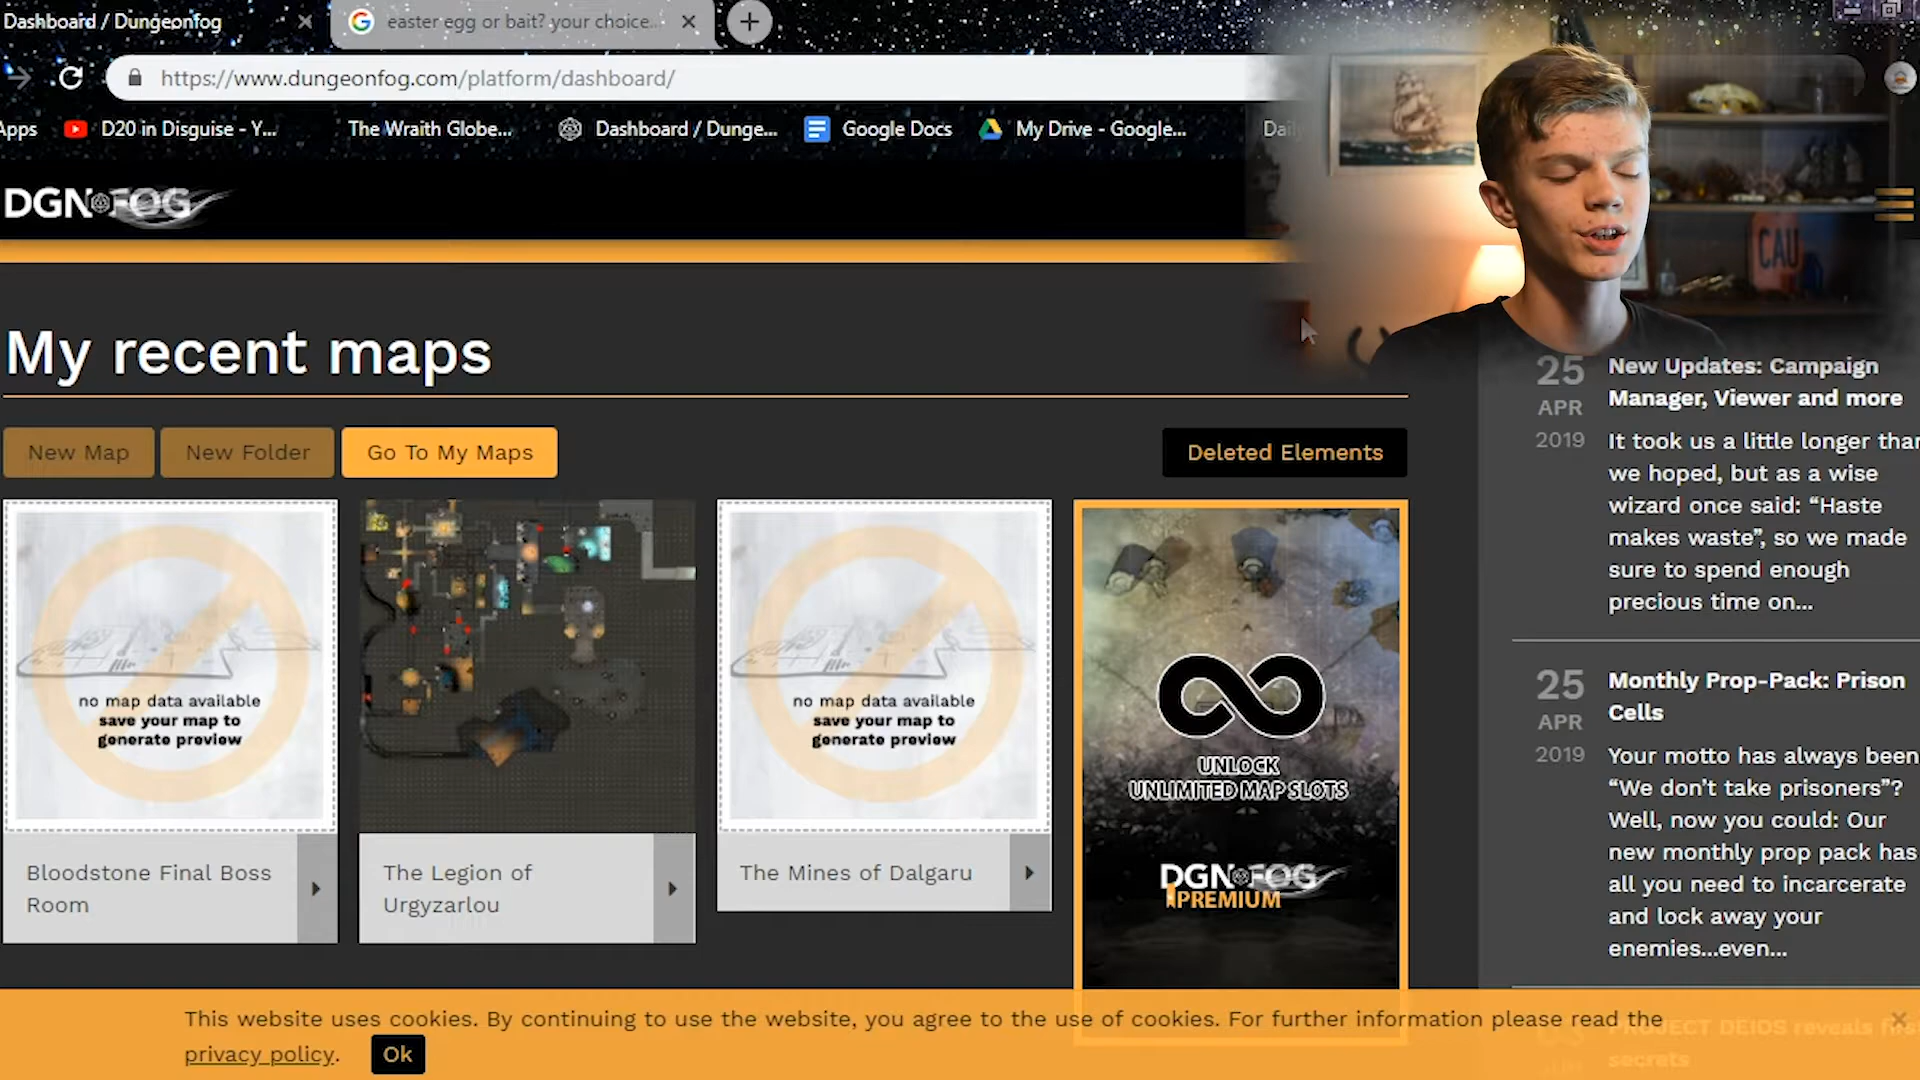 Dashboard / Dungeonfog
easter egg or bait? your choice..
https://www.dungeonfog.com/platform/dashboard/
Apps
D20 in Disguise - Y...
The Wraith Globe...
Dashboard / Dunge...
Google Docs
My Drive - Google...
DGNFOG
CAU
My recent maps
New Map
New Folder
Go To My Maps
Deleted Elements
no map data available
save your map to
generate preview
Bloodstone Final Boss
Room
The Legion of
Urgyzarlou
no map data available
save your map to
generate preview
The Mines of Dalgaru
UNLOCK
UNLIMITED MAP SLOTS
DGNFOG
PREMIUM
25
APR
2019
New Updates: Campaign
Manager, Viewer and more
It took us a little longer than
we hoped, but as a wise
wizard once said: “Haste
makes waste”, so we made
sure to spend enough
precious time on...
25
APR
2019
Monthly Prop-Pack: Prison
Cells
Your motto has always been
“We don’t take prisoners”?
Well, now you could: Our
new monthly prop pack has
all you need to incarcerate
and lock away your
enemies...even...
PROJECT DEIOS reveals
secrets
This website uses cookies. By continuing to use the website, you agree to the use of cookies. For further information please read the
privacy policy.
Ok